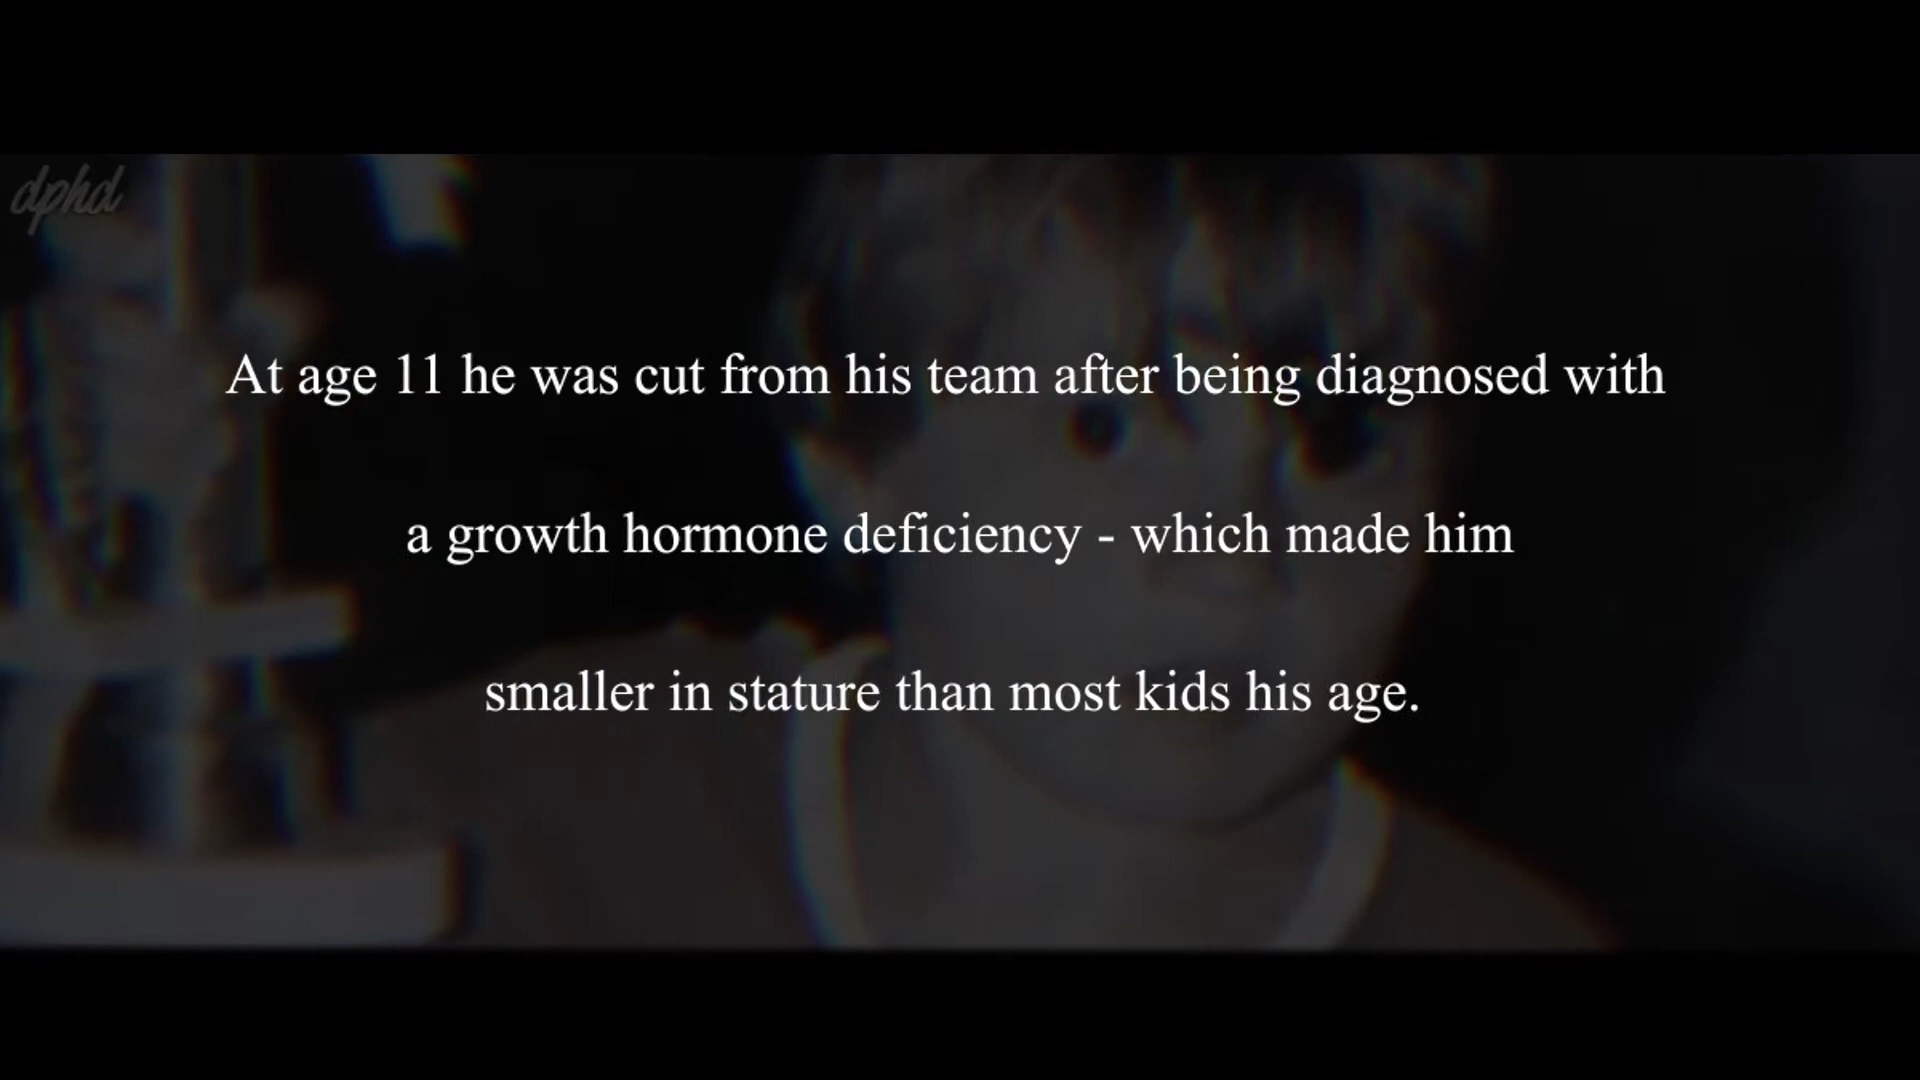 dphd
At age 11 he was cut from his team after being diagnosed with
a growth hormone deficiency - which made him
smaller in stature than most kids his age.